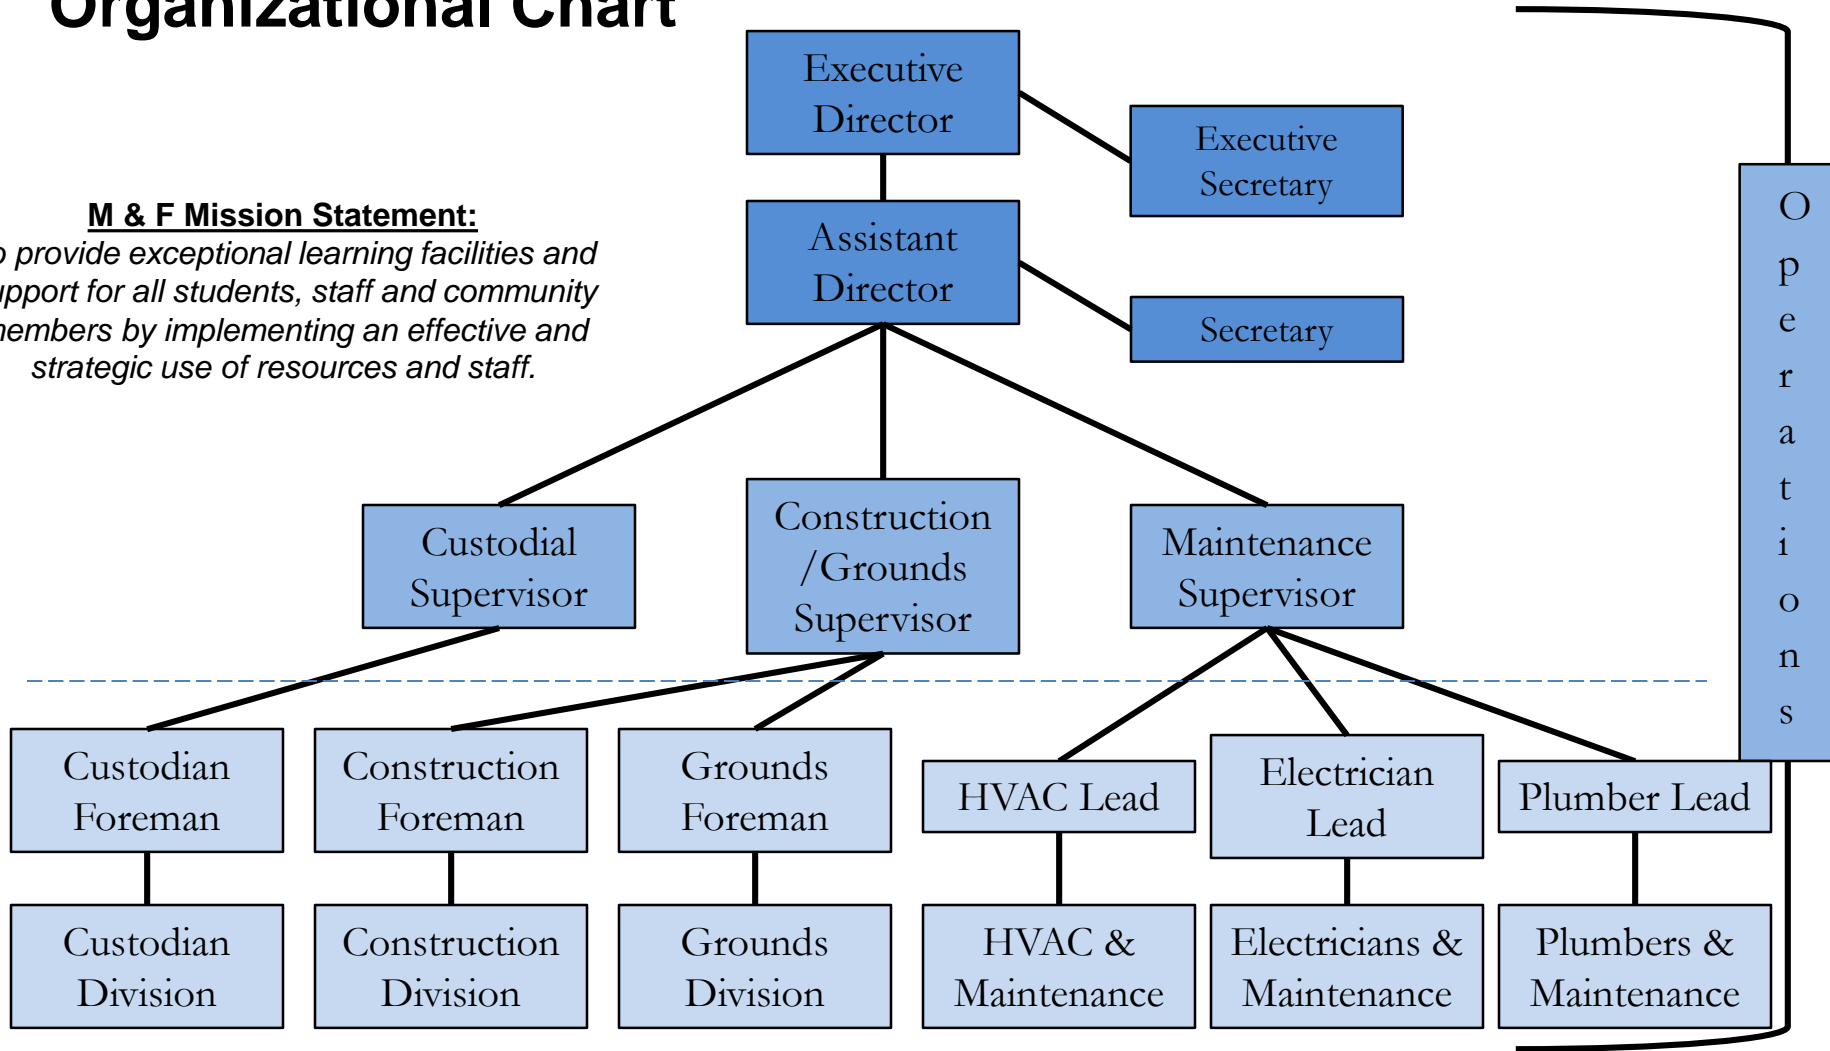 Organizational Chart
Executive
Director
Executive
Secretary
M & F Mission Statement:
provide exceptional learning facilities and
support for all students, staff and community
members by implementing an effective and
strategic use of resources and staff.
Assistant
Director
Secretary
Custodial
Supervisor
Construction
/Grounds
Supervisor
Maintenance
Supervisor
O
p
e
r
a
t
i
o
n
s
Custodian
Foreman
Construction
Foreman
Grounds
Foreman
HVAC Lead
Electrician
Lead
Plumber Lead
Custodian
Division
Construction
Division
Grounds
Division
HVAC &
Maintenance
Electricians &
Maintenance
Plumbers &
Maintenance